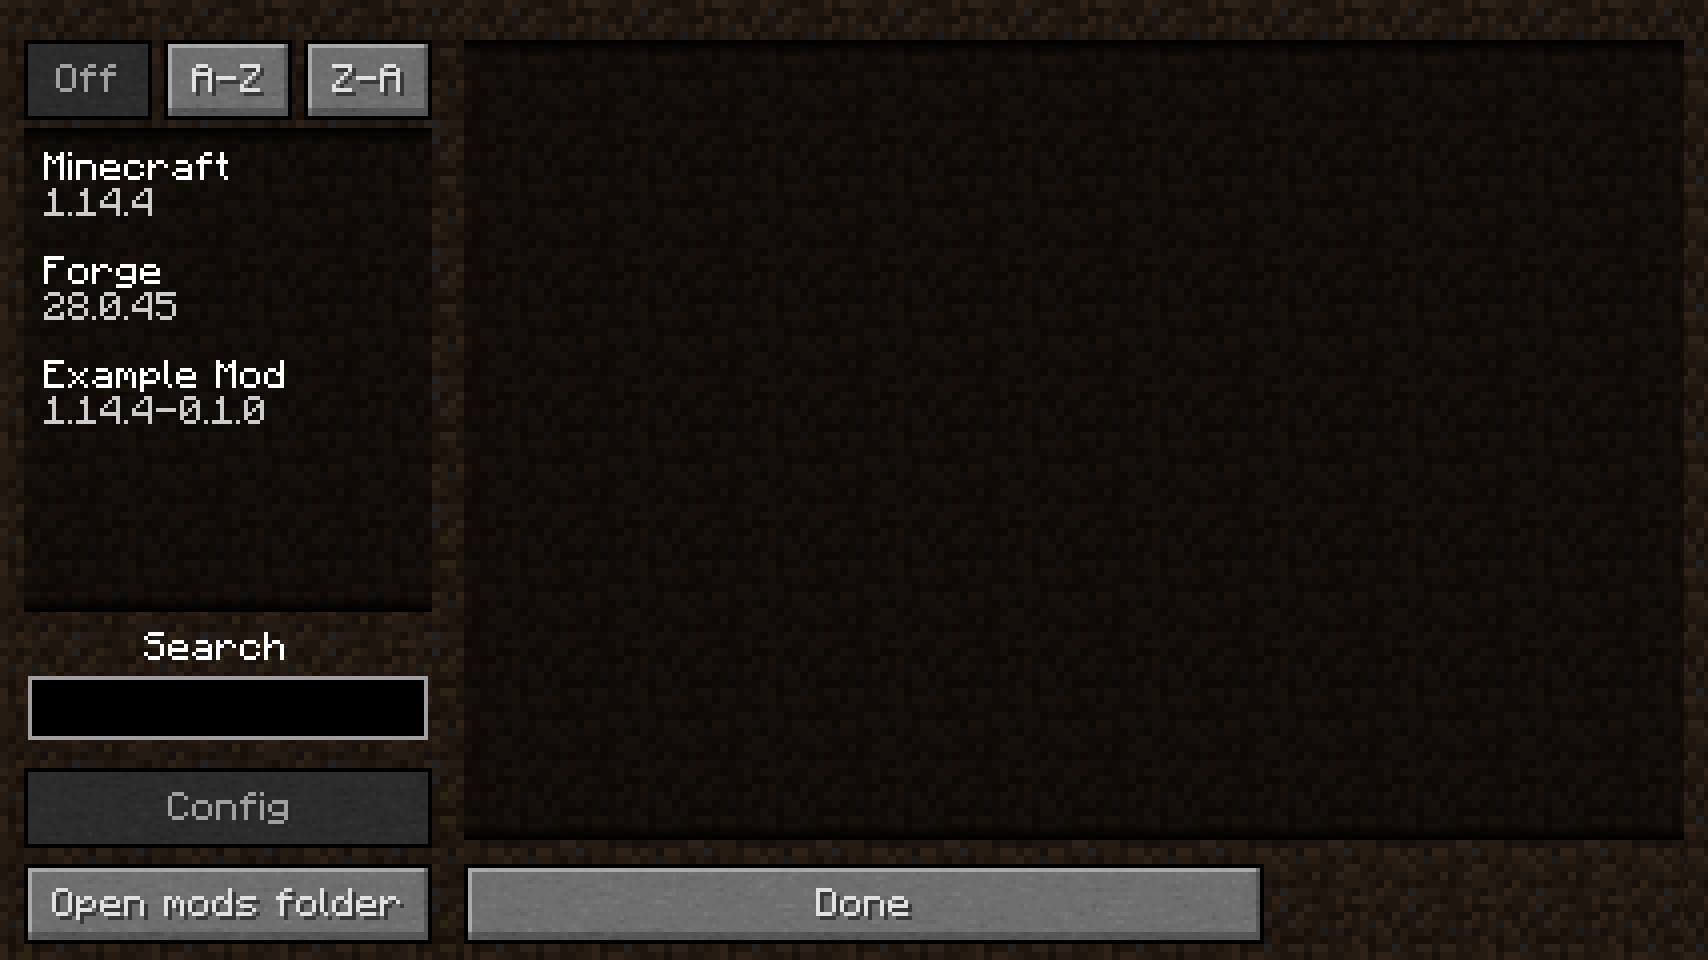 Off A-Z Z-A
Minecraft
1.14.4
Forge
28.0.45
Example Mod
1.14.4-0.1.0
Search
Config
Open mods folder
Done